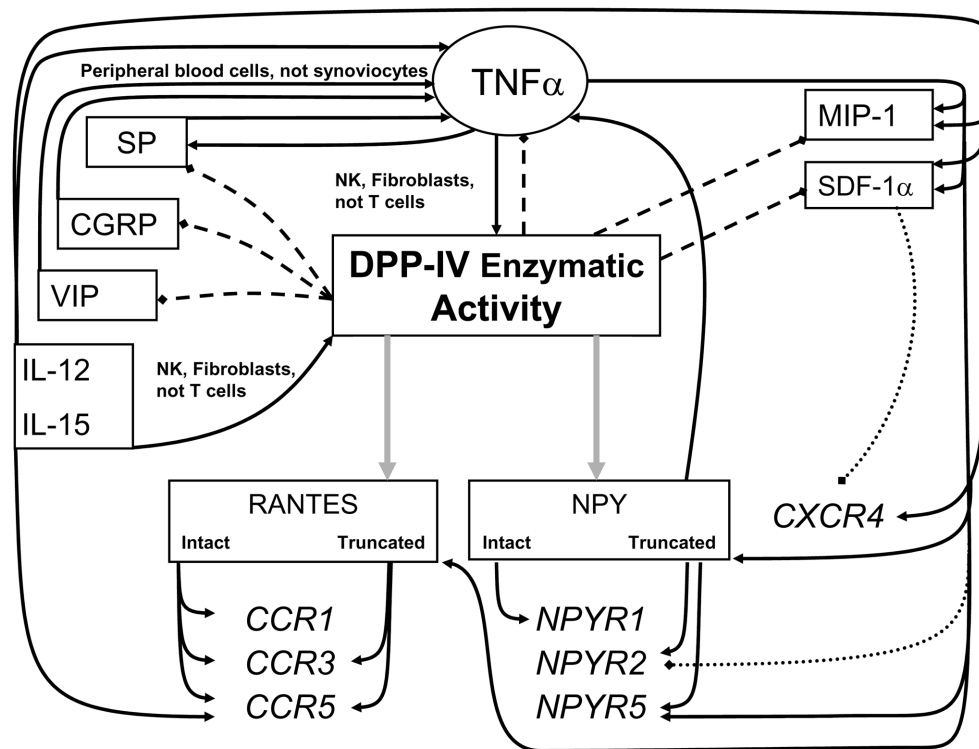 TNFα
Peripheral blood cells, not synoviocytes
MIP-1
SP
SDF-1α
NK, Fibroblasts,
not T cells
CGRP
DPP-IV Enzymatic
Activity
VIP
IL-12
IL-15
NK, Fibroblasts,
not T cells
RANTES
Intact Truncated
NPY
Intact Truncated
CXCR4
CCR1
CCR3
CCR5
NPYR1
NPYR2
NPYR5